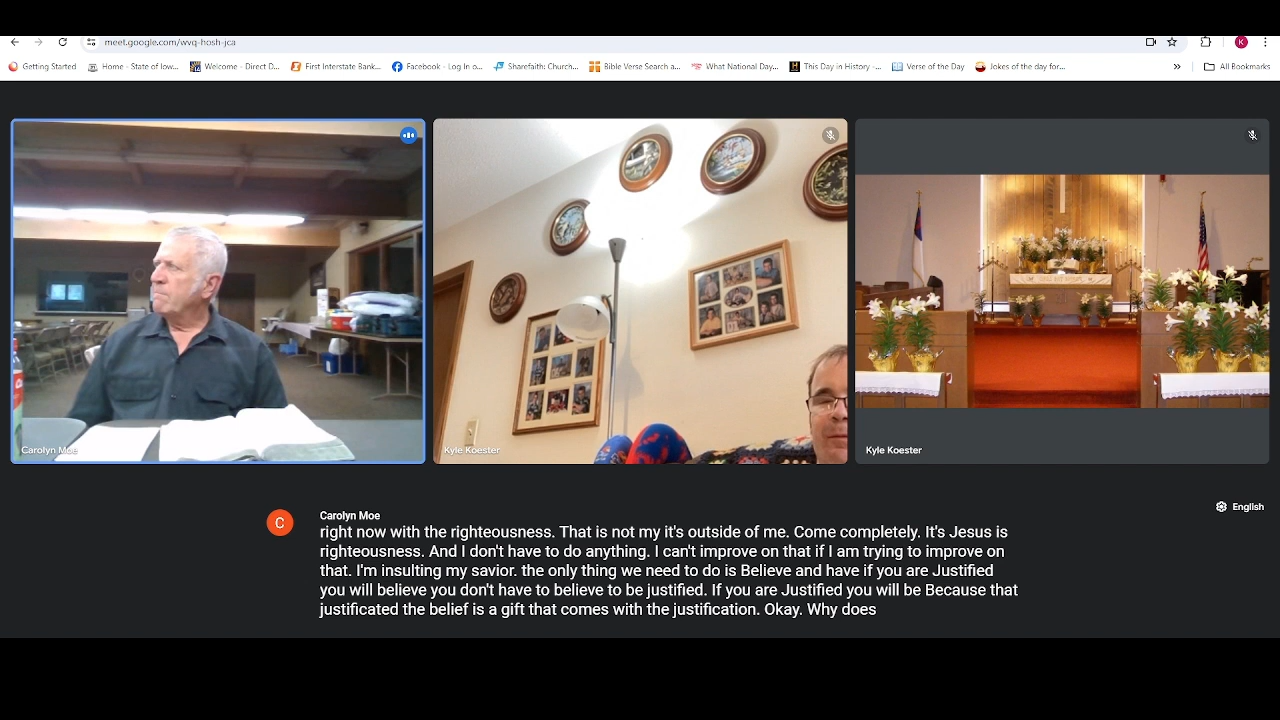 meet.google.com/wvq-hosh-jca
K
Getting Started
Home - State of Iow...
Welcome - Direct D...
First Interstate Bank...
Facebook - Log In o...
Sharefaith: Church...
Bible Verse Search a...
What National Day...
This Day in History -...
Verse of the Day
Jokes of the day for...
»
All Bookmarks
Carolyn Moe
Kyle Koester
Kyle Koester
English
C
Carolyn Moe
right now with the righteousness. That is not my it's outside of me. Come completely. It's Jesus is
righteousness. And I don't have to do anything. I can't improve on that if I am trying to improve on
that. I'm insulting my savior. the only thing we need to do is Believe and have if you are Justified
you will believe you don't have to believe to be justified. If you are Justified you will be Because that
justificated the belief is a gift that comes with the justification. Okay. Why does